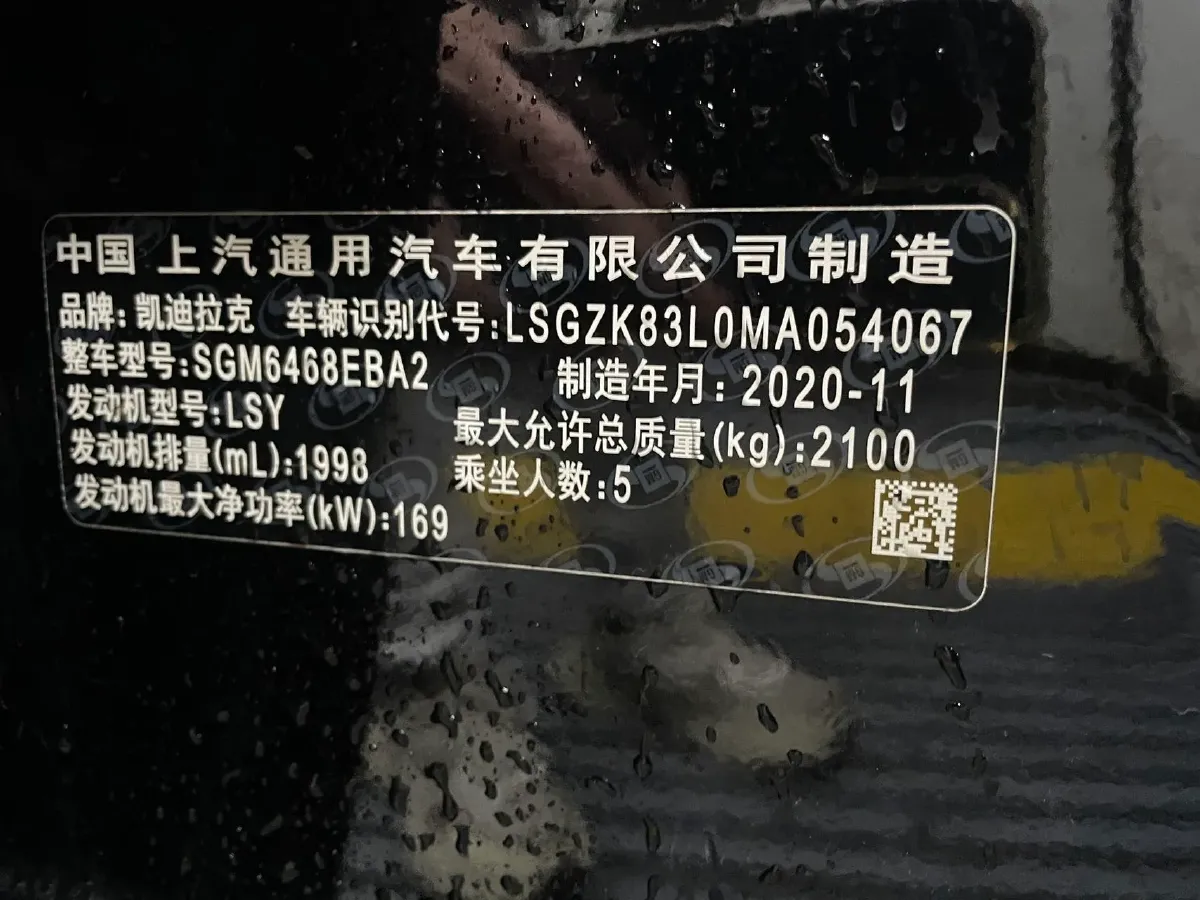 中国 上汽通用汽车有限公司制造
品牌:凯迪拉克 车辆识别代号:LSGZK83L0MA054067
整车型号:SGM6468EBA2 制造年月:2020-11
发动机型号:LSY 最大允许总质量(kg):2100
发动机排量(mL):1998 乘坐人数:5
发动机最大净功率(kW):169